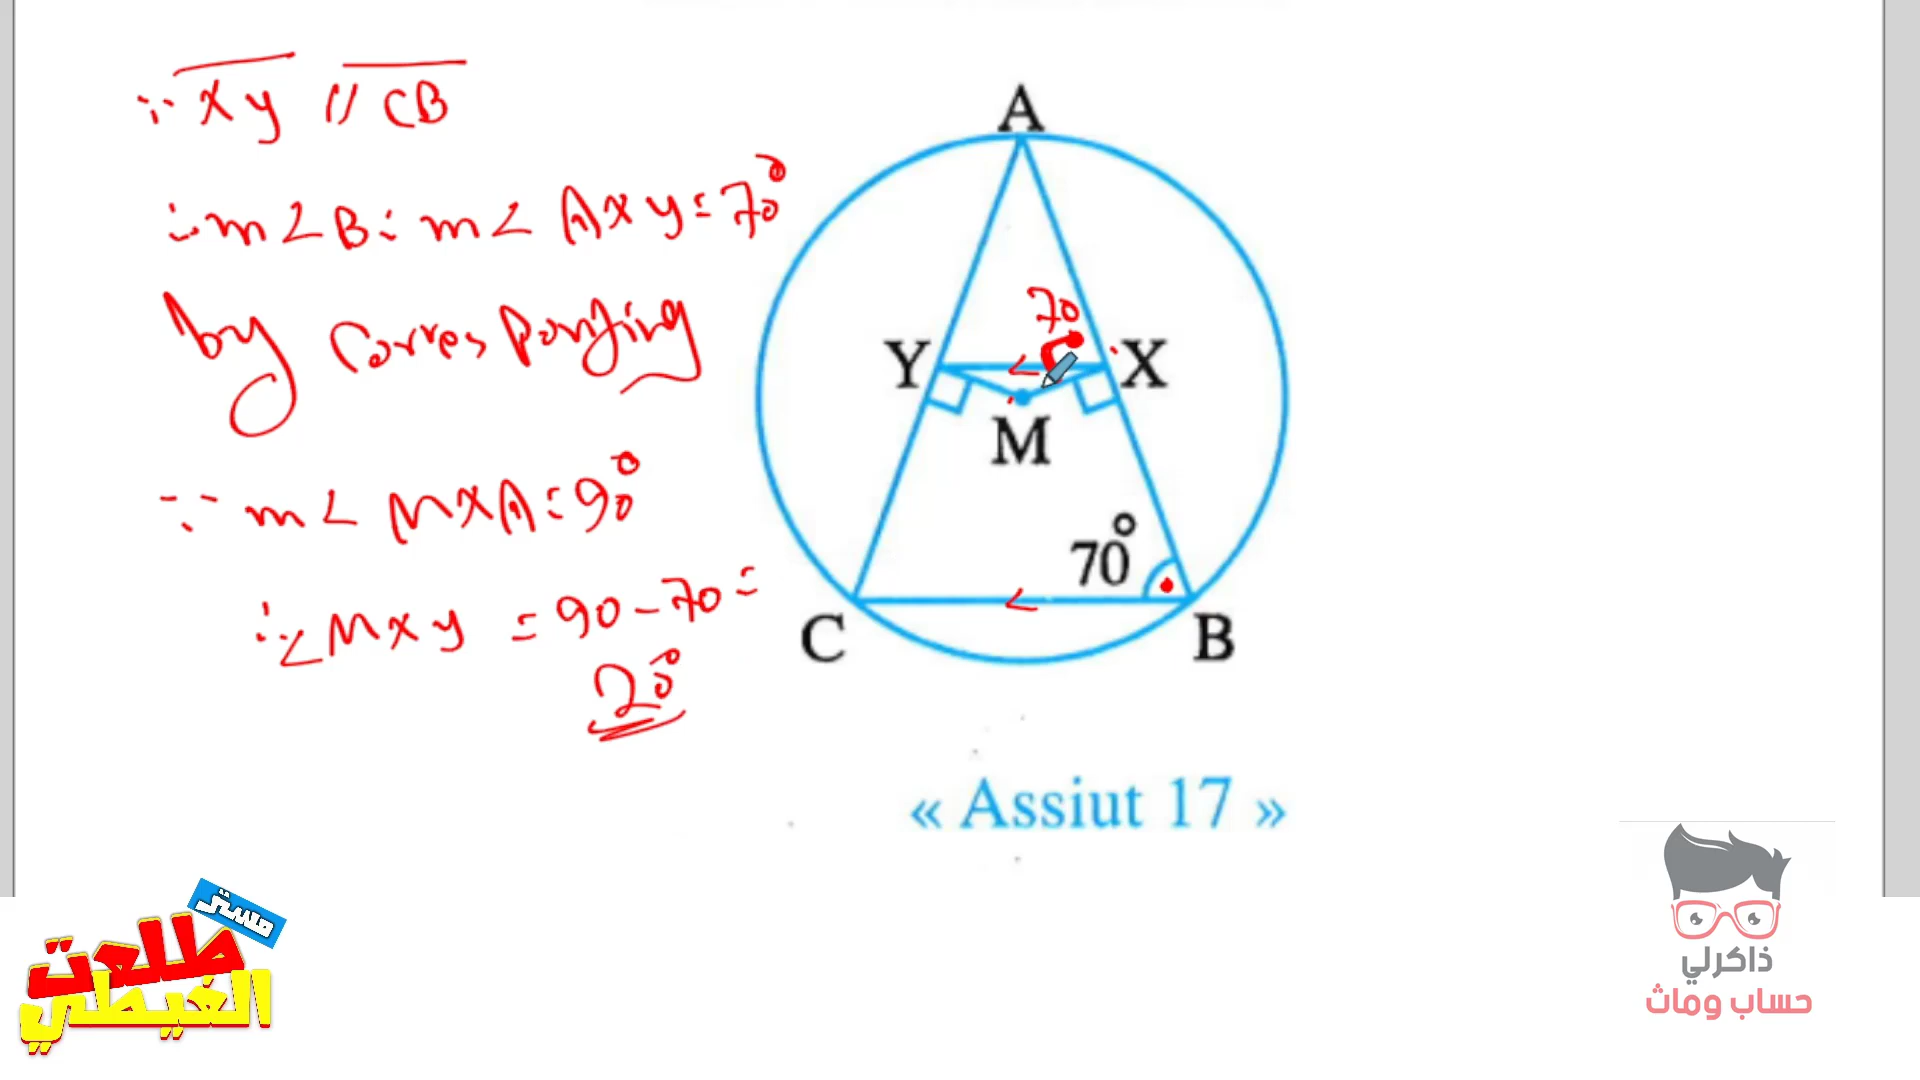 ∵ XY // CB
∴ m∠B = m∠AXY = 70°
by Corresponding
∵ m∠MXA = 90°
∴ ∠MXY = 90 - 70 =
20°
A
70
Y
X
M
70°
C
B
« Assiut 17 »
مستر
طلعت
الغيطي
ذاكرلي
حساب وماث